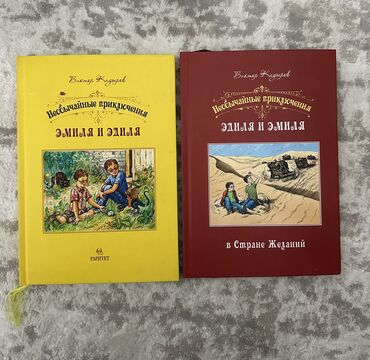 Виктор Кадыров
Необычайные приключения
ЭМИЛЯ И ЭДИЛЯ
РАРИТЕТ
Виктор Кадыров
Необычайные приключения
ЭДИЛЯ И ЭМИЛЯ
в Стране Желаний